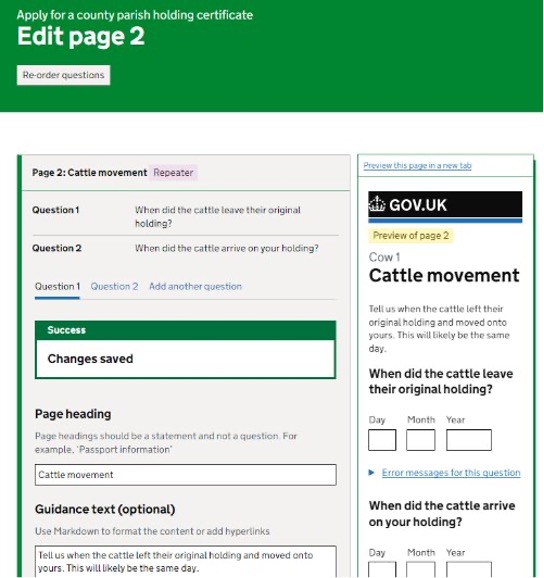 Apply for a county parish holding certificate
Edit page 2
Re-order questions
Page 2: Cattle movement Repeater
Question 1 When did the cattle leave their original
holding?
Question 2 When did the cattle arrive on your holding?
Question 1 Question 2 Add another question
Success
Changes saved
Page heading
Page headings should be a statement and not a question. For
example, 'Passport information'
Cattle movement
Guidance text (optional)
Use Markdown to format the content or add hyperlinks
Tell us when the cattle left their original holding and moved onto
yours. This will likely be the same day.
Preview this page in a new tab
GOV.UK
Preview of page 2
Cow 1
Cattle movement
Tell us when the cattle left their
original holding and moved onto
yours. This will likely be the same
day.
When did the cattle leave
their original holding?
Day Month Year
Error messages for this question
When did the cattle arrive
on your holding?
Day Month Year